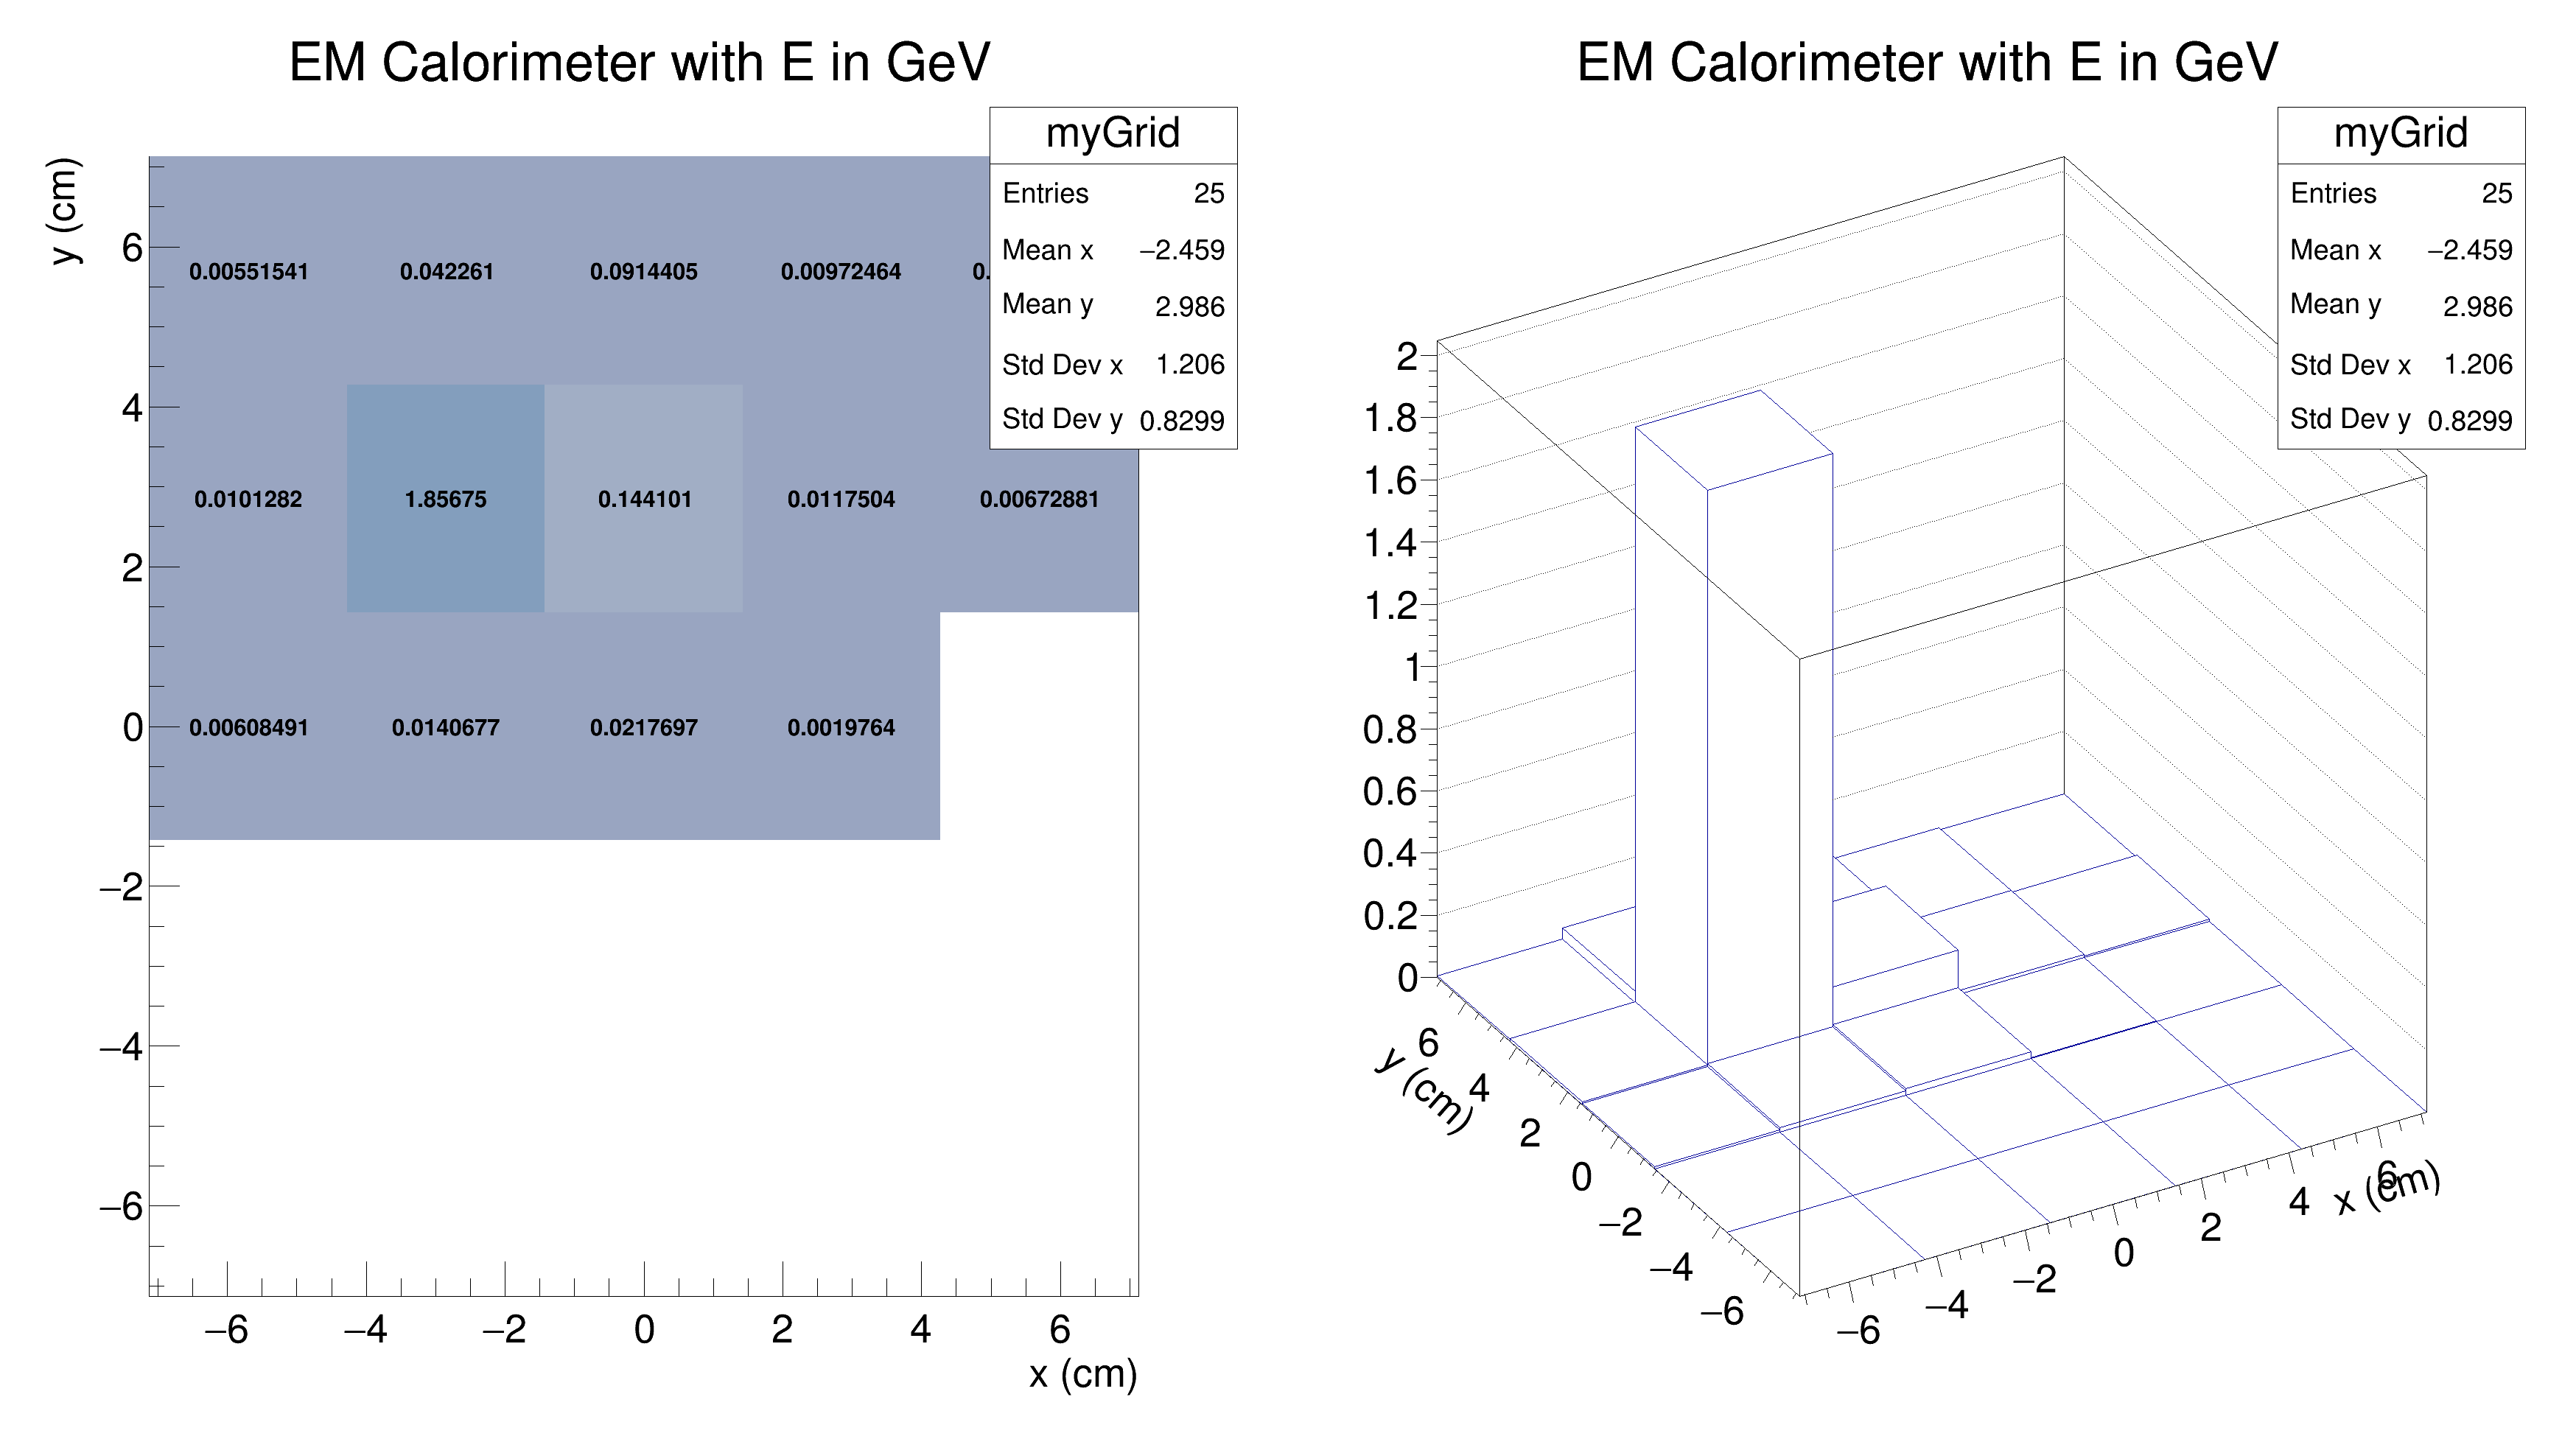 EM Calorimeter with E in GeV
myGrid
Entries 25
Mean x −2.459
Mean y 2.986
Std Dev x 1.206
Std Dev y 0.8299
y (cm)
6
4
2
0
−2
−4
−6
0.00551541 0.042261 0.0914405 0.00972464 0.
0.0101282 1.85675 0.144101 0.0117504 0.00672881
0.00608491 0.0140677 0.0217697 0.0019764
−6 −4 −2 0 2 4 6
x (cm)
EM Calorimeter with E in GeV
myGrid
Entries 25
Mean x −2.459
Mean y 2.986
Std Dev x 1.206
Std Dev y 0.8299
2
1.8
1.6
1.4
1.2
1
0.8
0.6
0.4
0.2
0
y (cm)
6
4
2
0
−2
−4
−6
−6
−4
−2
0
2
4
6
x (cm)